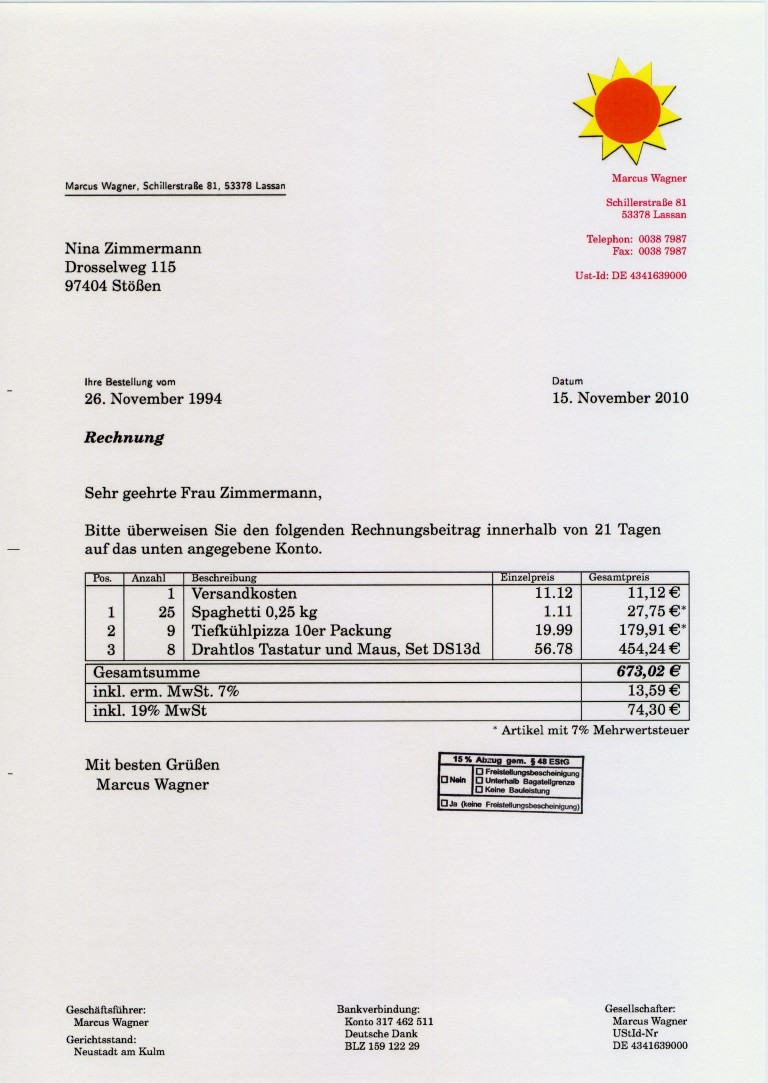 Marcus Wagner
Schillerstraße 81
53378 Lassan
Telephon: 0038 7987
Fax: 0038 7987
Ust-Id: DE 4341639000
Marcus Wagner, Schillerstraße 81, 53378 Lassan
Nina Zimmermann
Drosselweg 115
97404 Stößen
Ihre Bestellung vom
26. November 1994
Datum
15. November 2010
Rechnung
Sehr geehrte Frau Zimmermann,
Bitte überweisen Sie den folgenden Rechnungsbeitrag innerhalb von 21 Tagen
auf das unten angegebene Konto.
Pos. Anzahl Beschreibung Einzelpreis Gesamtpreis
1 Versandkosten 11.12 11,12 €
1 25 Spaghetti 0,25 kg 1.11 27,75 €*
2 9 Tiefkühlpizza 10er Packung 19.99 179,91 €*
3 8 Drahtlos Tastatur und Maus, Set DS13d 56.78 454,24 €
Gesamtsumme 673,02 €
inkl. erm. MwSt. 7% 13,59 €
inkl. 19% MwSt 74,30 €
* Artikel mit 7% Mehrwertsteuer
Mit besten Grüßen
Marcus Wagner
15 % Abzug gem. § 48 EStG
Nein
Freistellungsbescheinigung
Unterhalb Bagatellgrenze
Keine Bauleistung
Ja (keine Freistellungsbescheinigung)
Geschäftsführer:
Marcus Wagner
Gerichtsstand:
Neustadt am Kulm
Bankverbindung:
Konto 317 462 511
Deutsche Dank
BLZ 159 122 29
Gesellschafter:
Marcus Wagner
UStId-Nr
DE 4341639000